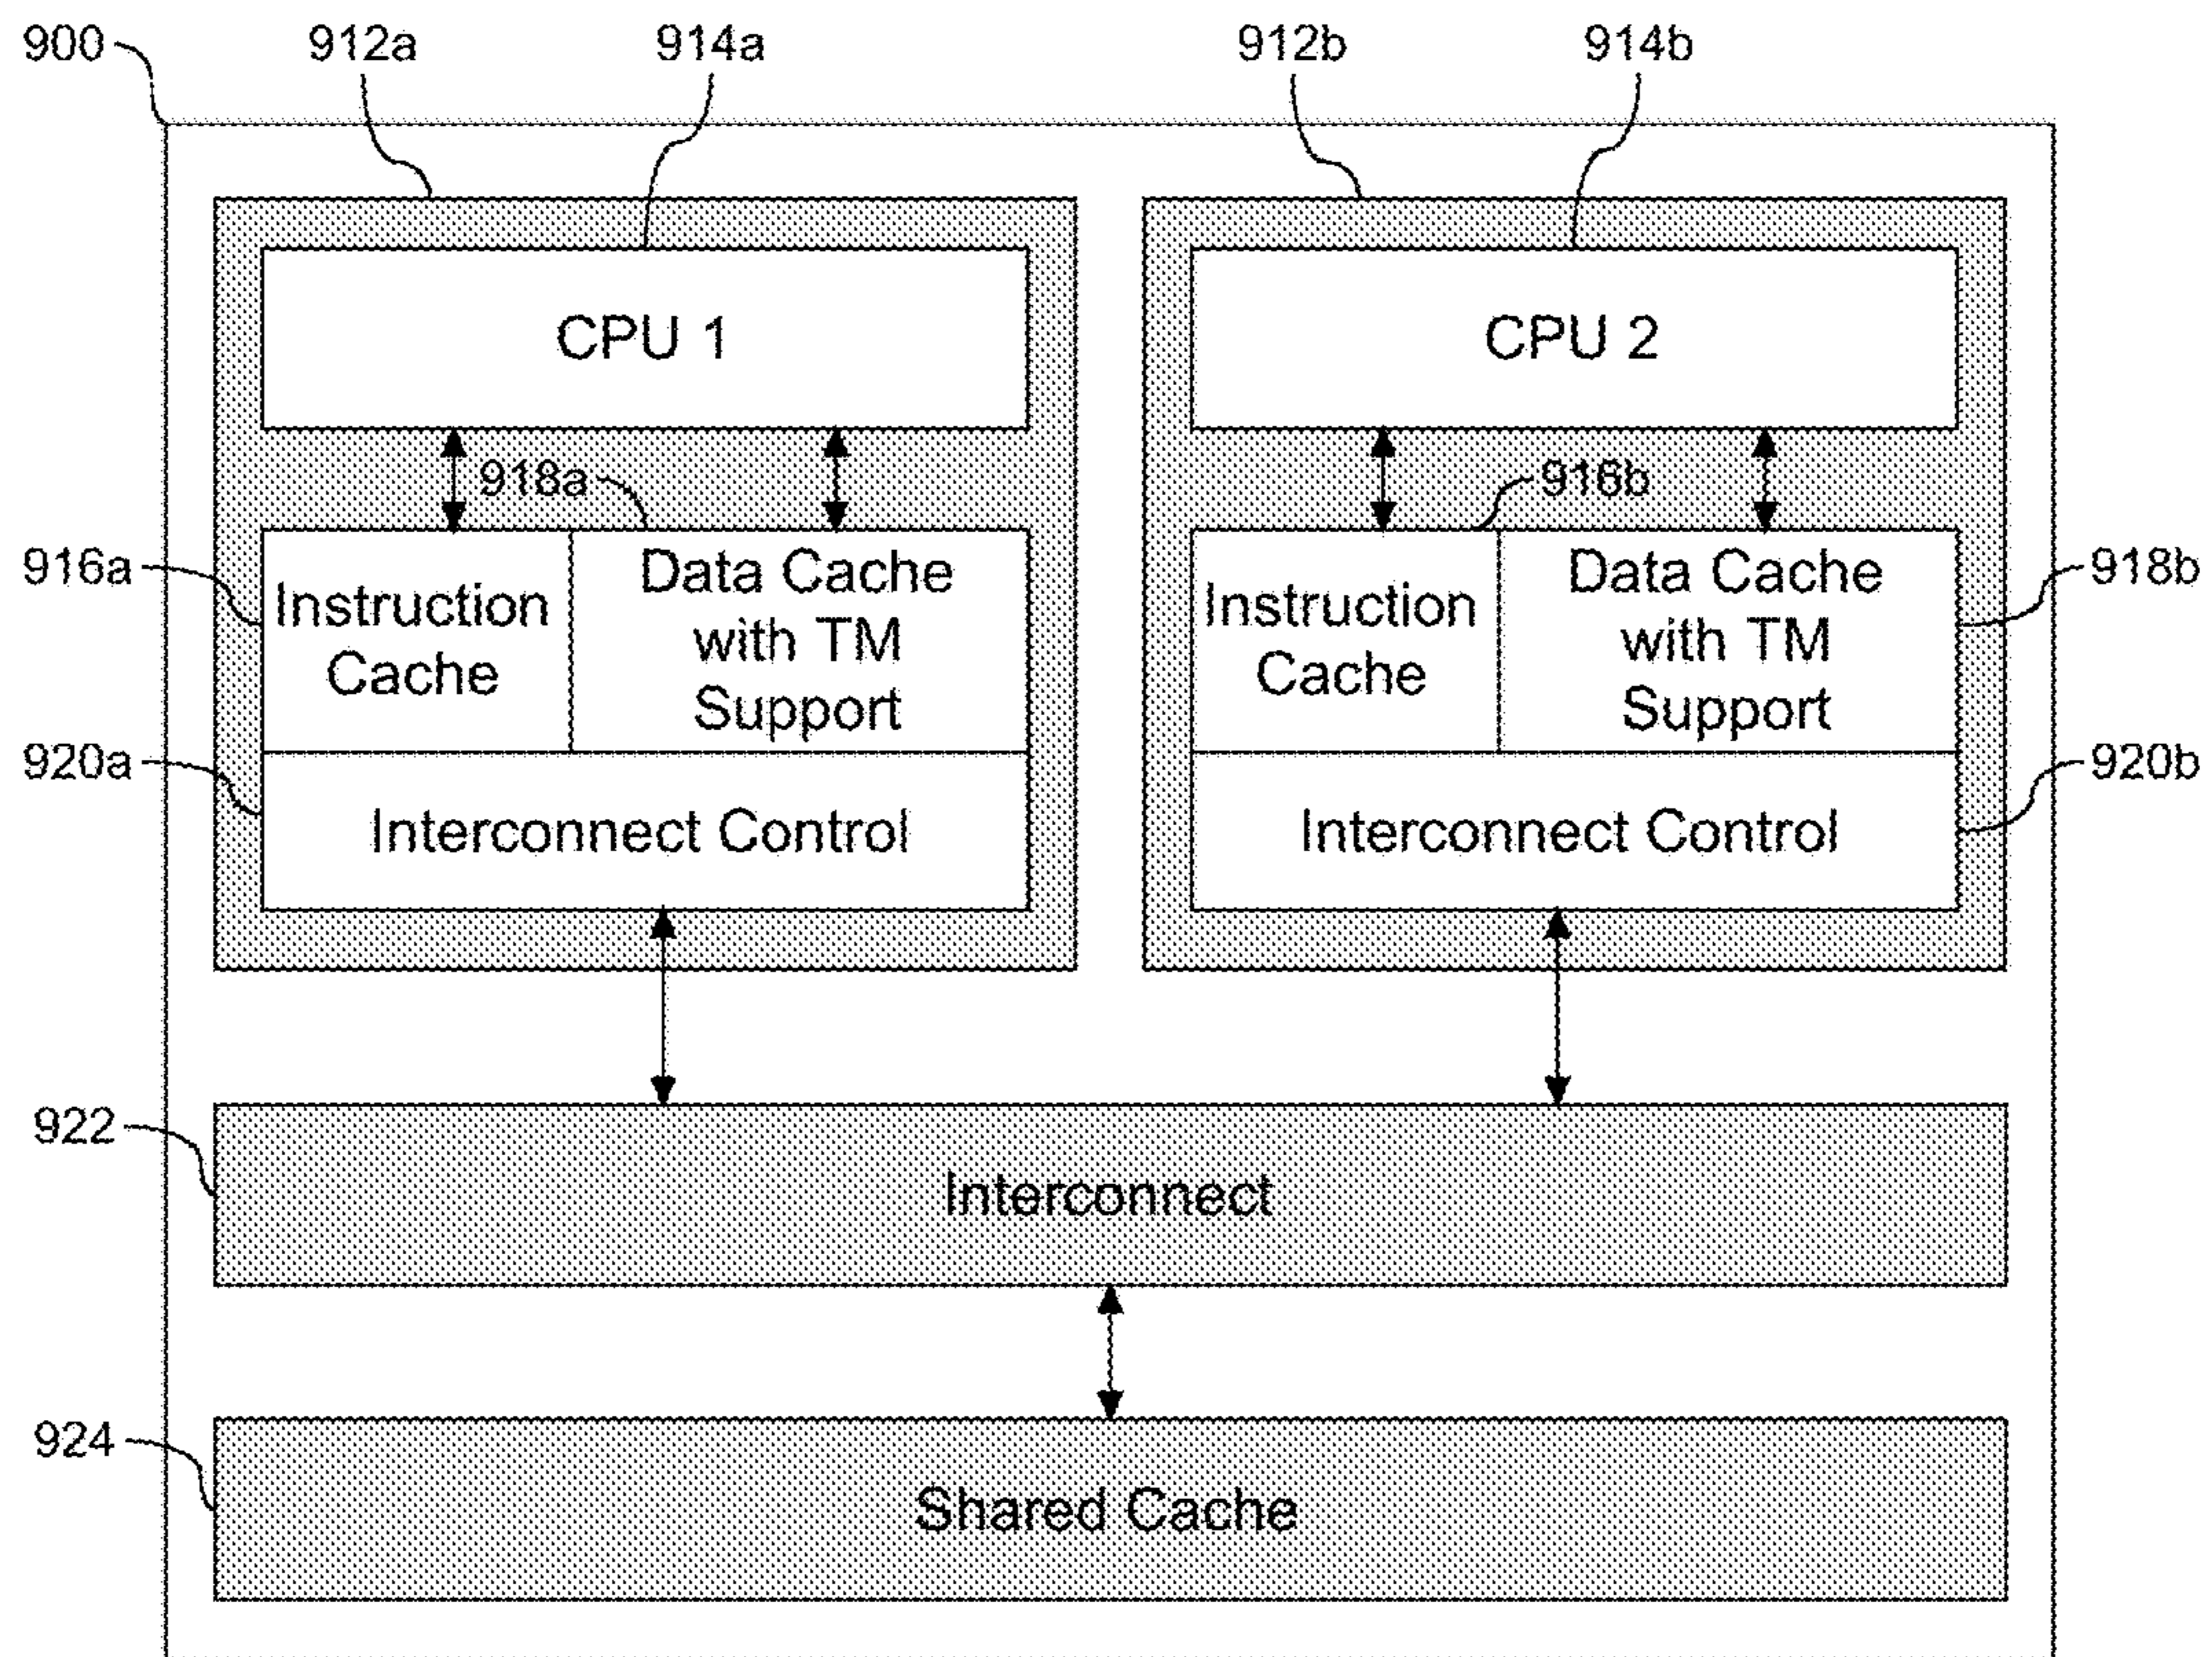 900
912a
914a
912b
914b
CPU 1
CPU 2
918a
916b
916a
Instruction
Cache
Data Cache
with TM
Support
Instruction
Cache
Data Cache
with TM
Support
918b
920a
Interconnect Control
Interconnect Control
920b
922
Interconnect
924
Shared Cache